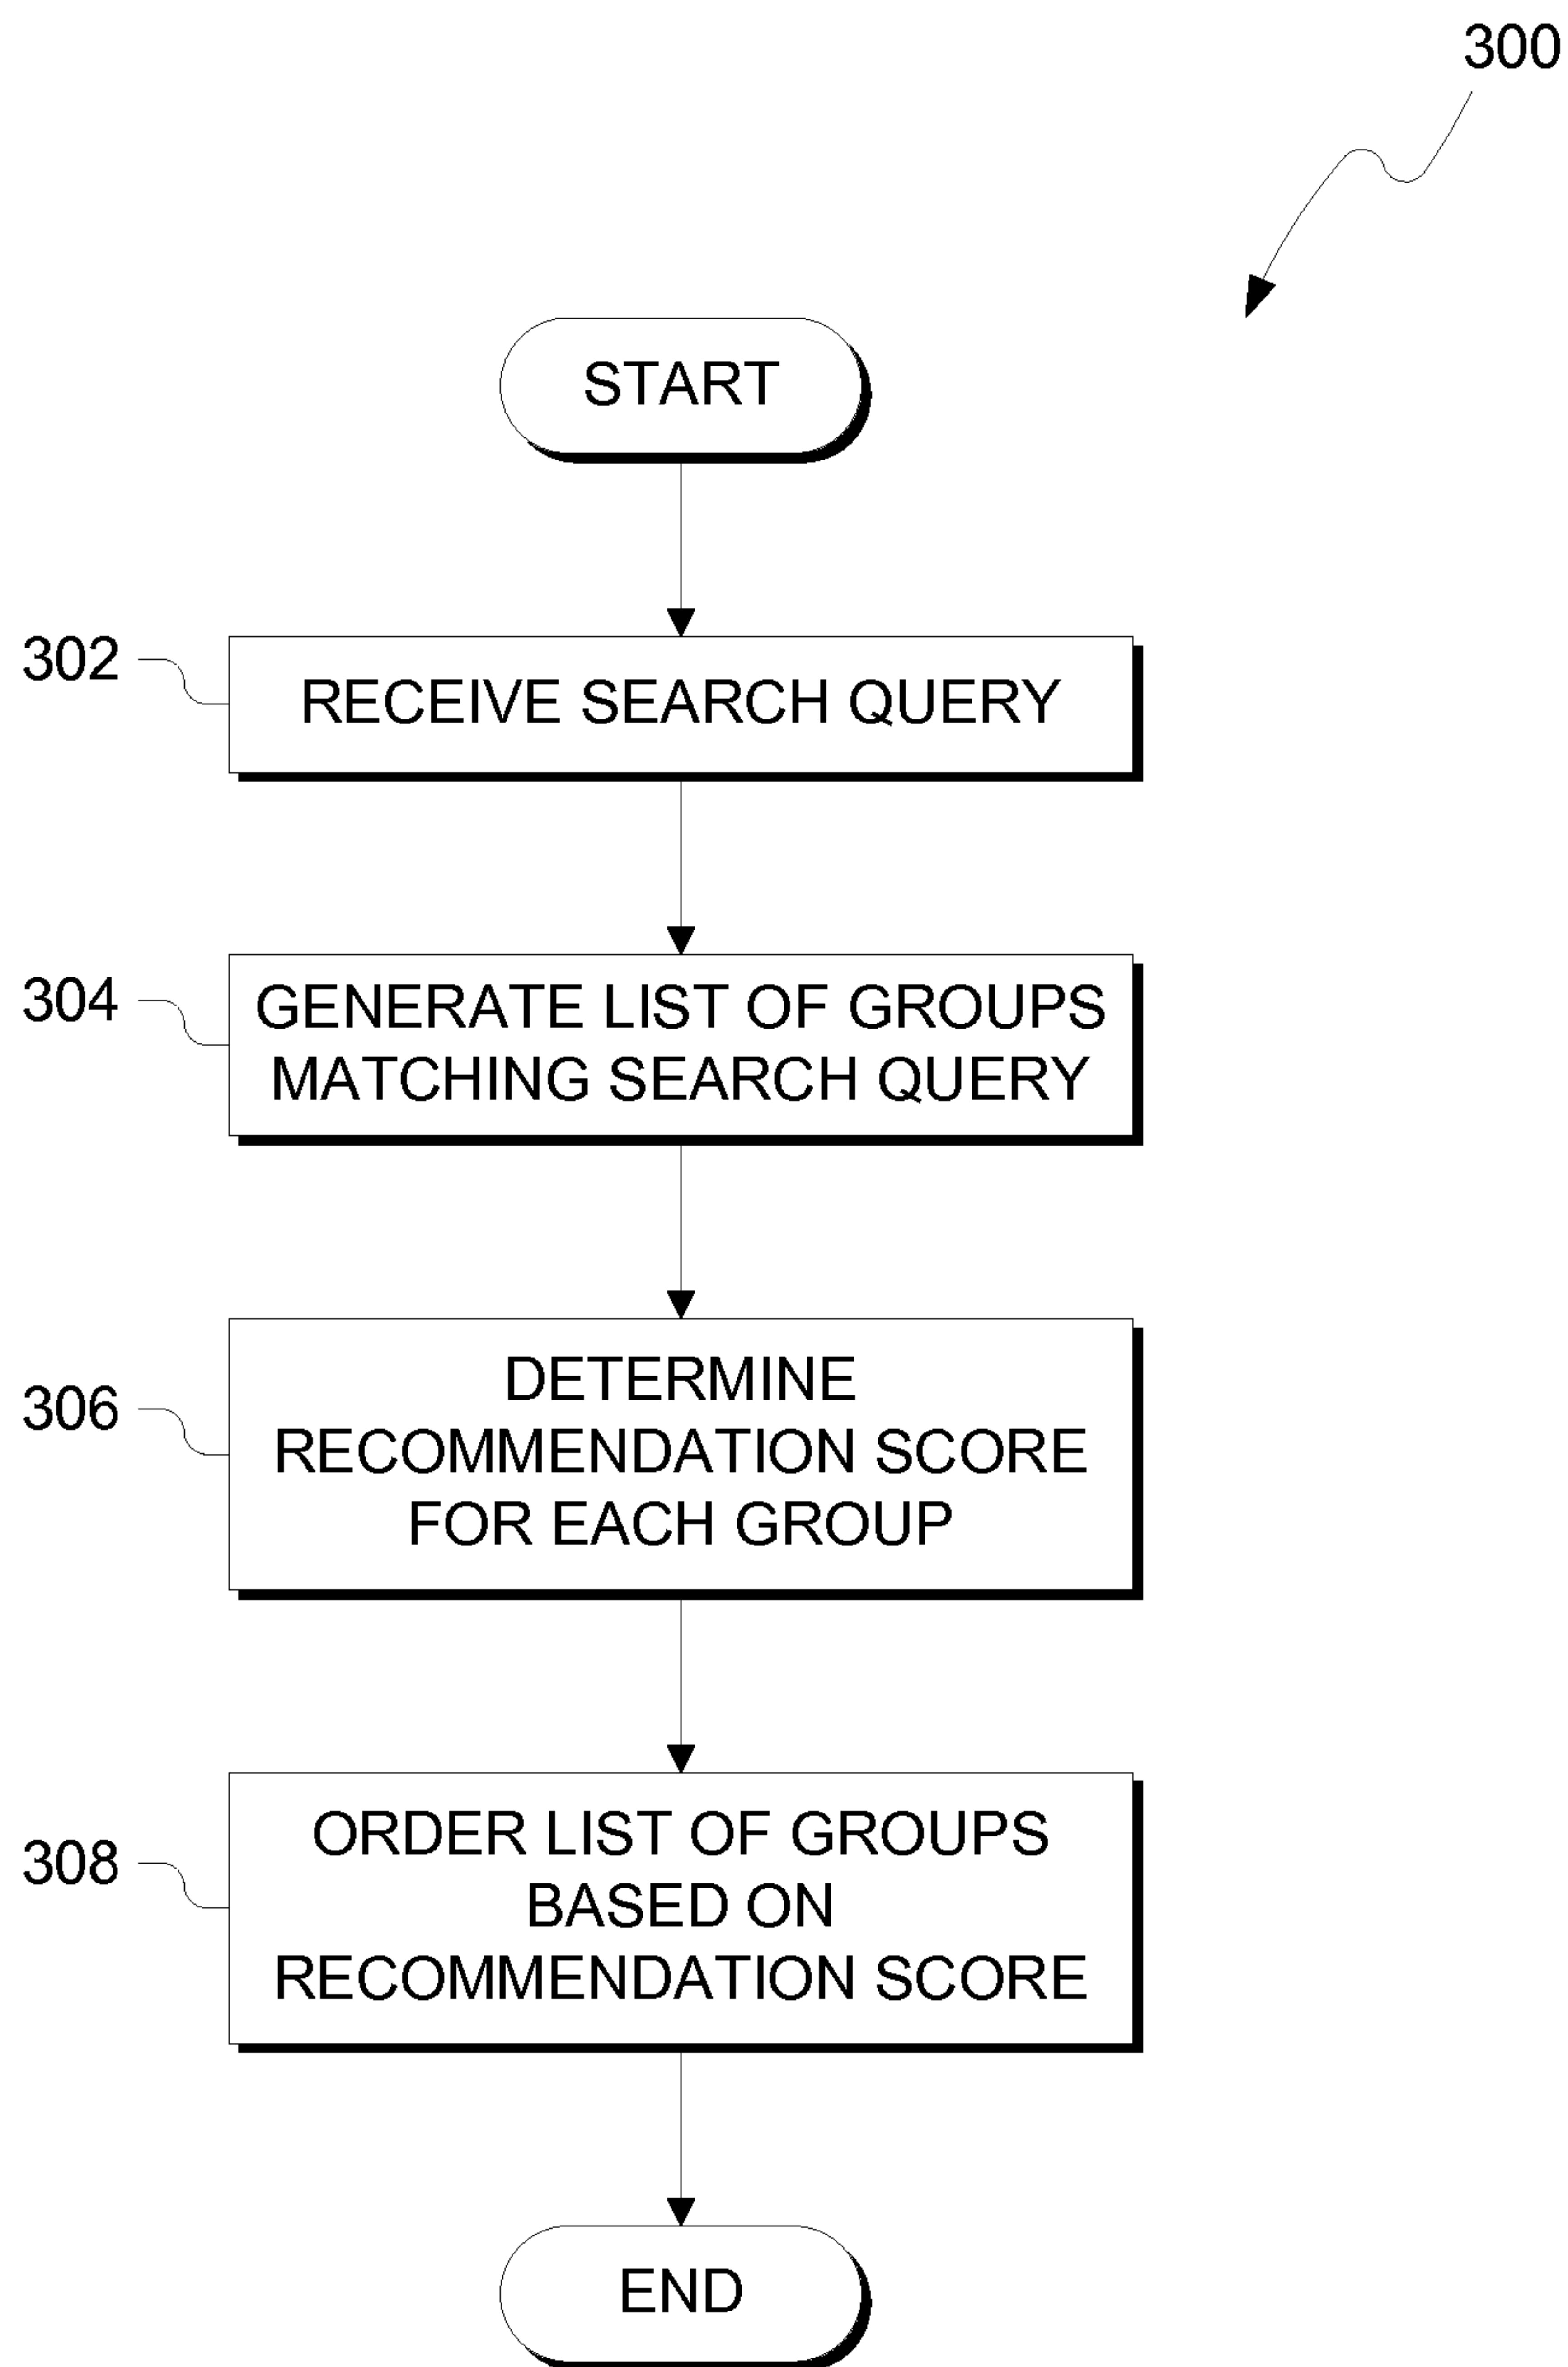 300
START
302
RECEIVE SEARCH QUERY
304
GENERATE LIST OF GROUPS
MATCHING SEARCH QUERY
306
DETERMINE
RECOMMENDATION SCORE
FOR EACH GROUP
308
ORDER LIST OF GROUPS
BASED ON
RECOMMENDATION SCORE
END